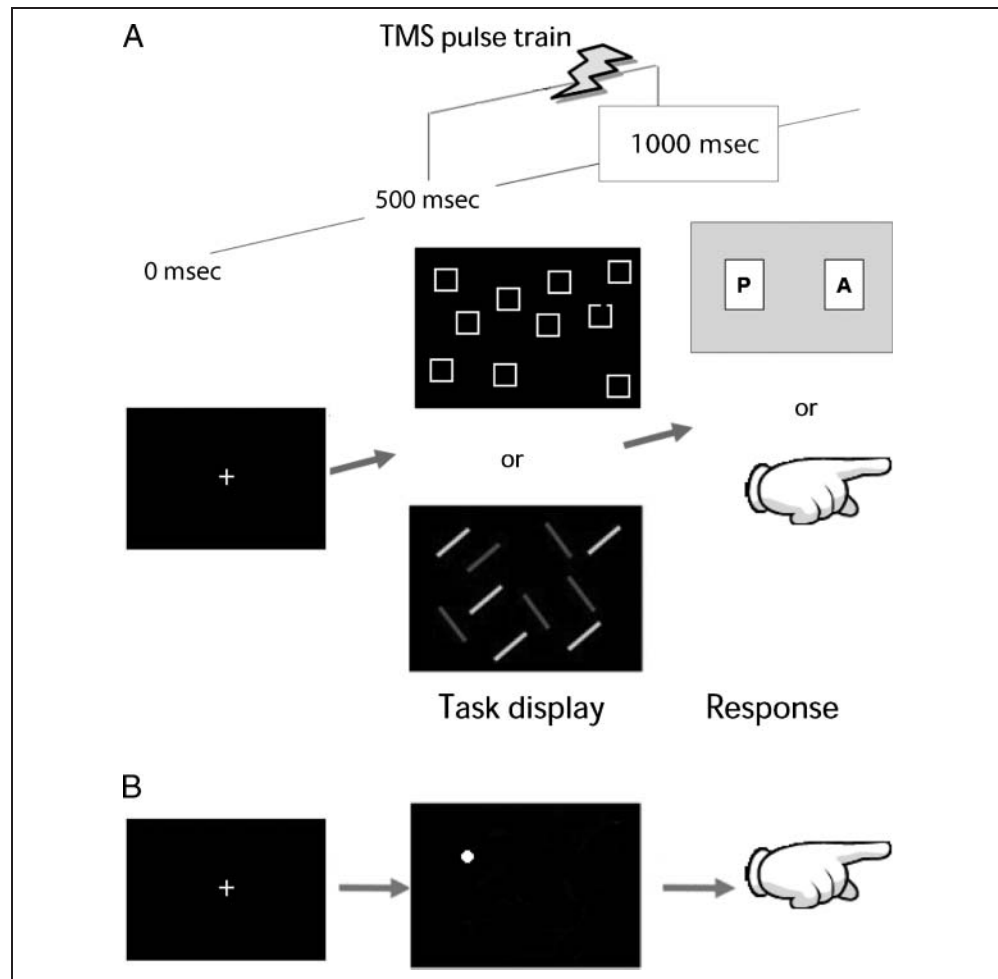 A
TMS pulse train
1000 msec
500 msec
0 msec
P A
or
or
Task display Response
B